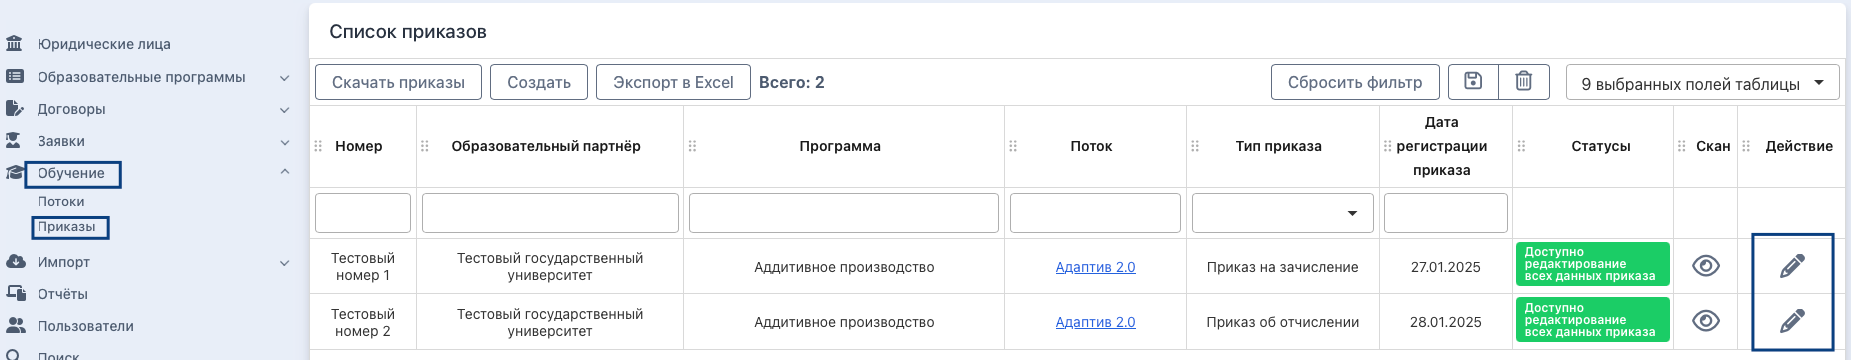 Юридические лица
Образовательные программы
Договоры
Заявки
Обучение
Потоки
Приказы
Импорт
Отчёты
Пользователи
Поиск
Список приказов
Скачать приказы
Создать
Экспорт в Excel
Всего: 2
Сбросить фильтр
9 выбранных полей таблицы
Номер
Образовательный партнёр
Программа
Поток
Тип приказа
Дата
регистрации
приказа
Статусы
Скан
Действие
Тестовый
номер 1
Тестовый государственный
университет
Аддитивное производство
Адаптив 2.0
Приказ на зачисление
27.01.2025
Доступно
редактирование
всех данных приказа
Тестовый
номер 2
Тестовый государственный
университет
Аддитивное производство
Адаптив 2.0
Приказ об отчислении
28.01.2025
Доступно
редактирование
всех данных приказа